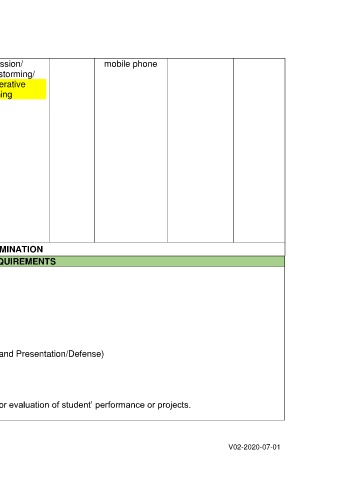 ssion/
storming/
erative
ing
mobile phone
MINATION
QUIREMENTS
and Presentation/Defense)
or evaluation of student' performance or projects.
V02-2020-07-01